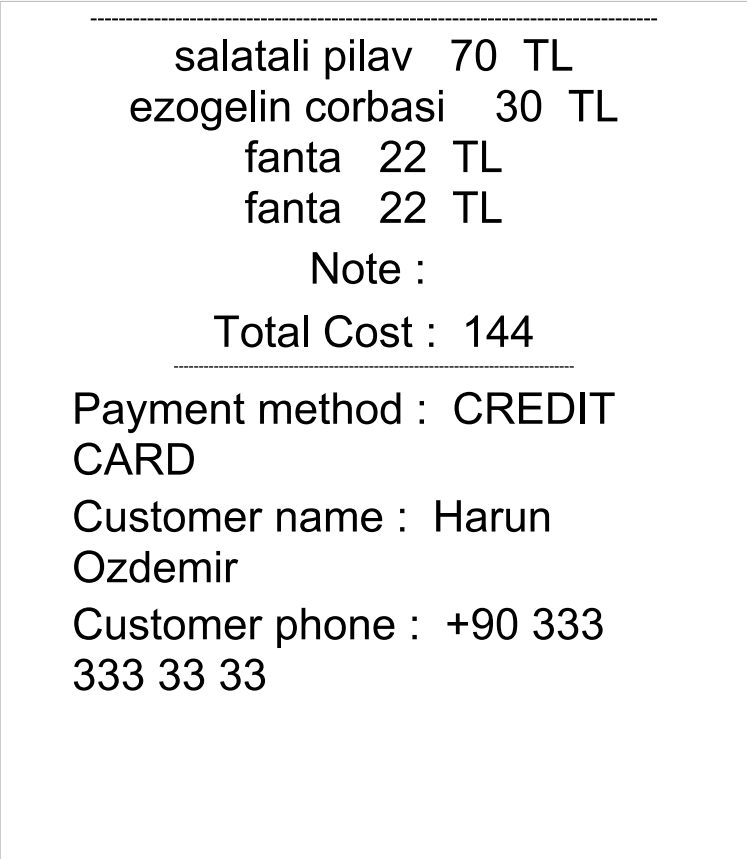 salatali pilav 70 TL
ezogelin corbasi 30 TL
fanta 22 TL
fanta 22 TL
Note :
Total Cost : 144
Payment method : CREDIT
CARD
Customer name : Harun
Ozdemir
Customer phone : +90 333
333 33 33